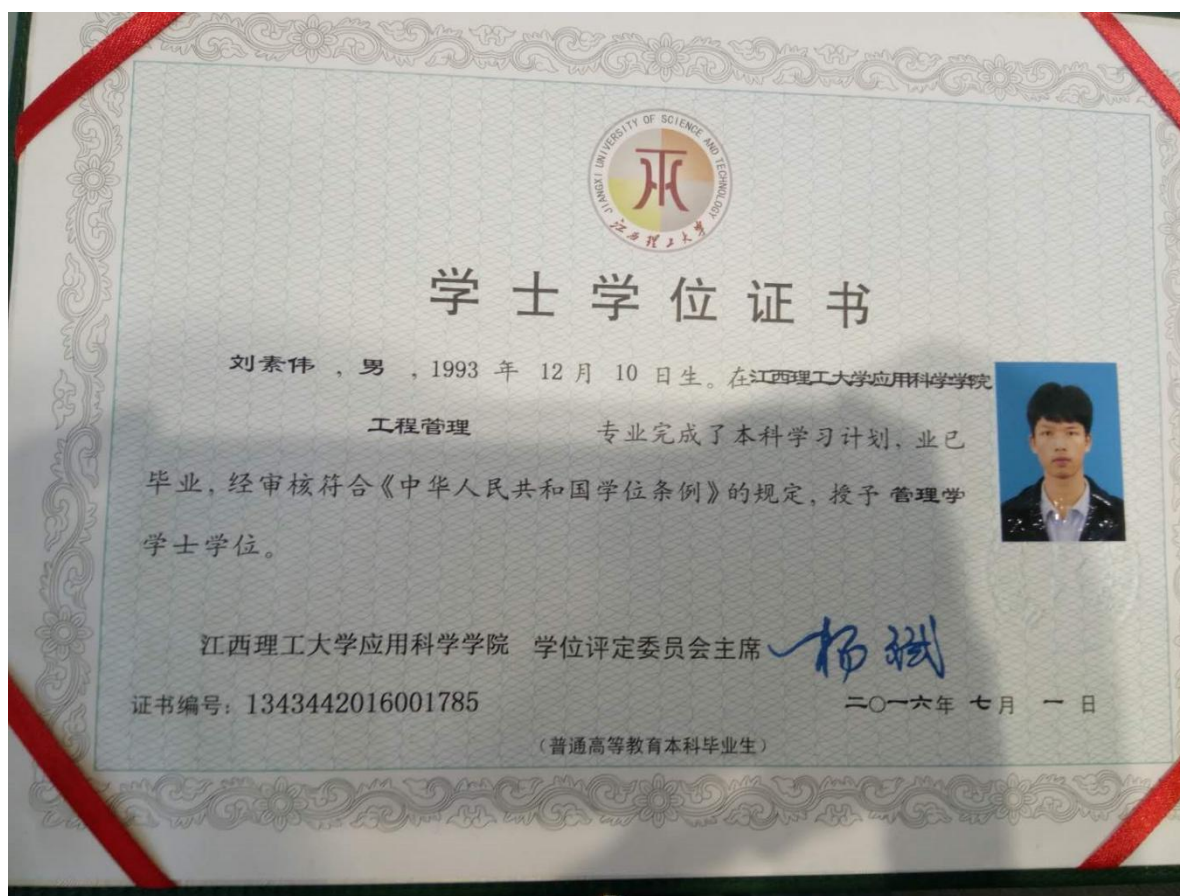 JIANGXI UNIVERSITY OF SCIENCE AND TECHNOLOGY
江西理工大学
学士学位证书
刘素伟 , 男 , 1993 年 12 月 10 日生。在江西理工大学应用科学学院
工程管理 专业完成了本科学习计划, 业已
毕业, 经审核符合《中华人民共和国学位条例》的规定, 授予 管理学
学士学位。
江西理工大学应用科学学院 学位评定委员会主席 杨斌
证书编号: 1343442016001785 二〇一六年 七月 一 日
(普通高等教育本科毕业生)